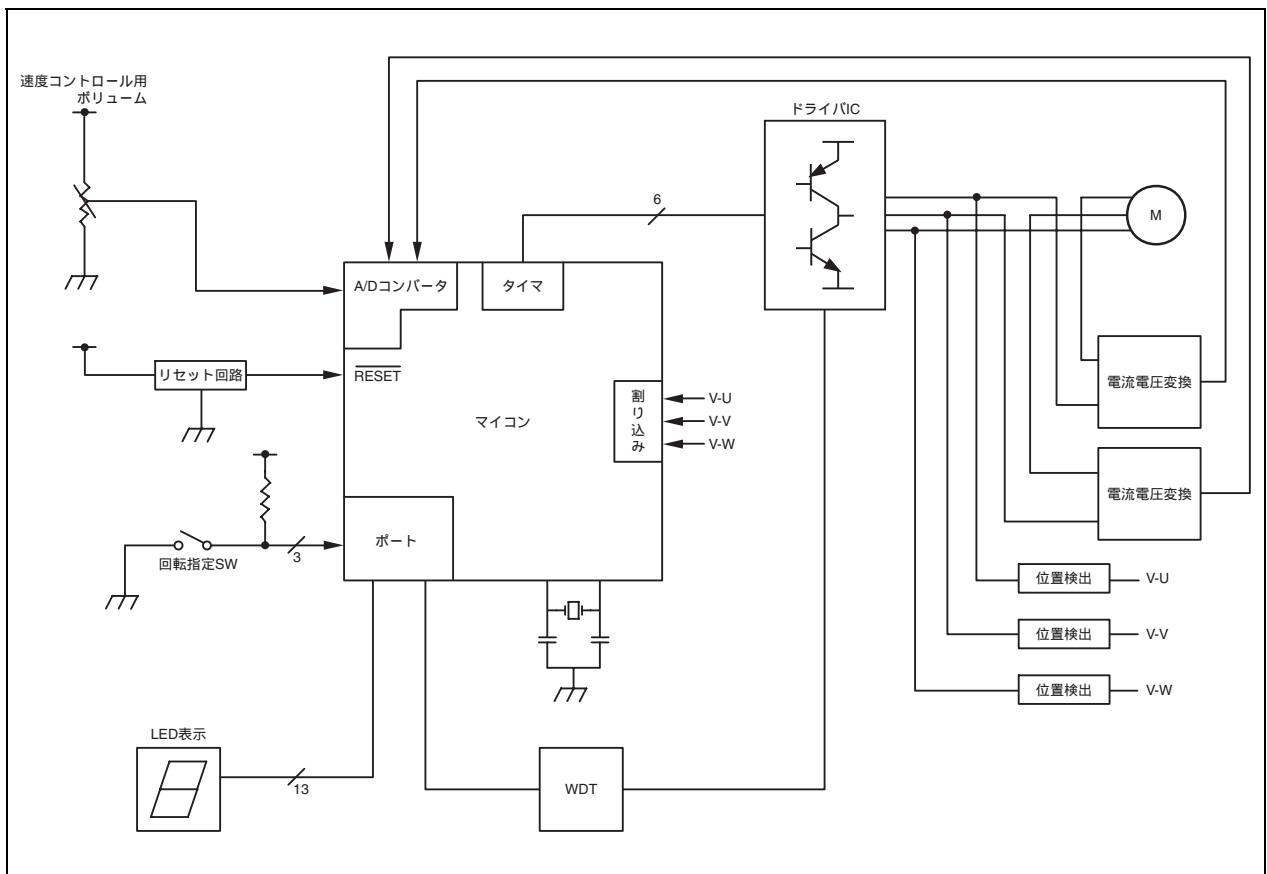 速度コントロール用
ボリューム
ドライバIC
6
M
A/Dコンバータ
タイマ
電流電圧変換
リセット回路
RESET
割り込み
V-U
V-V
V-W
マイコン
電流電圧変換
ポート
3
回転指定SW
位置検出
V-U
位置検出
V-V
位置検出
V-W
LED表示
13
WDT